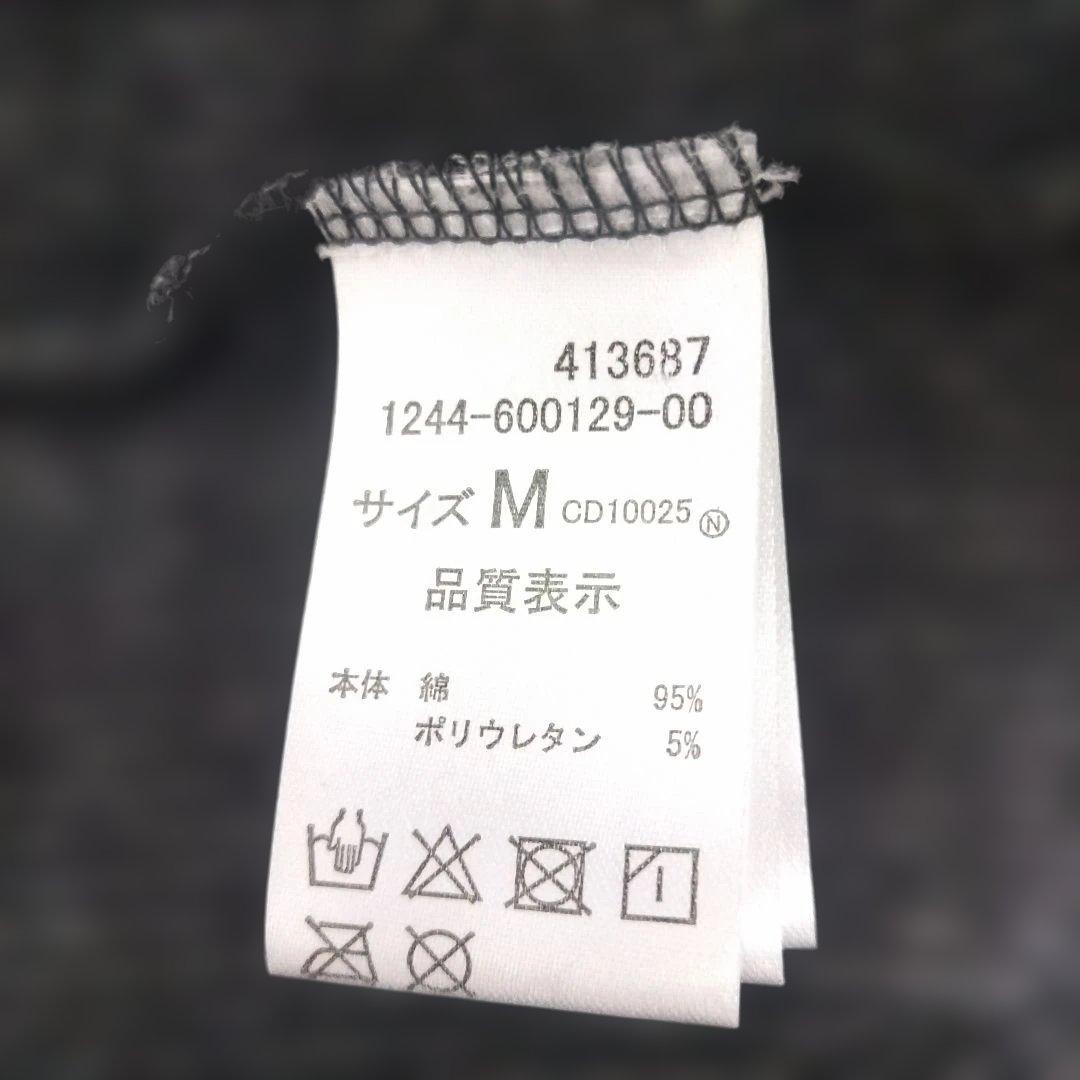 413687
1244-600129-00
サイズ M CD10025 Ⓝ
品質表示
本体 綿 95%
ポリウレタン 5%